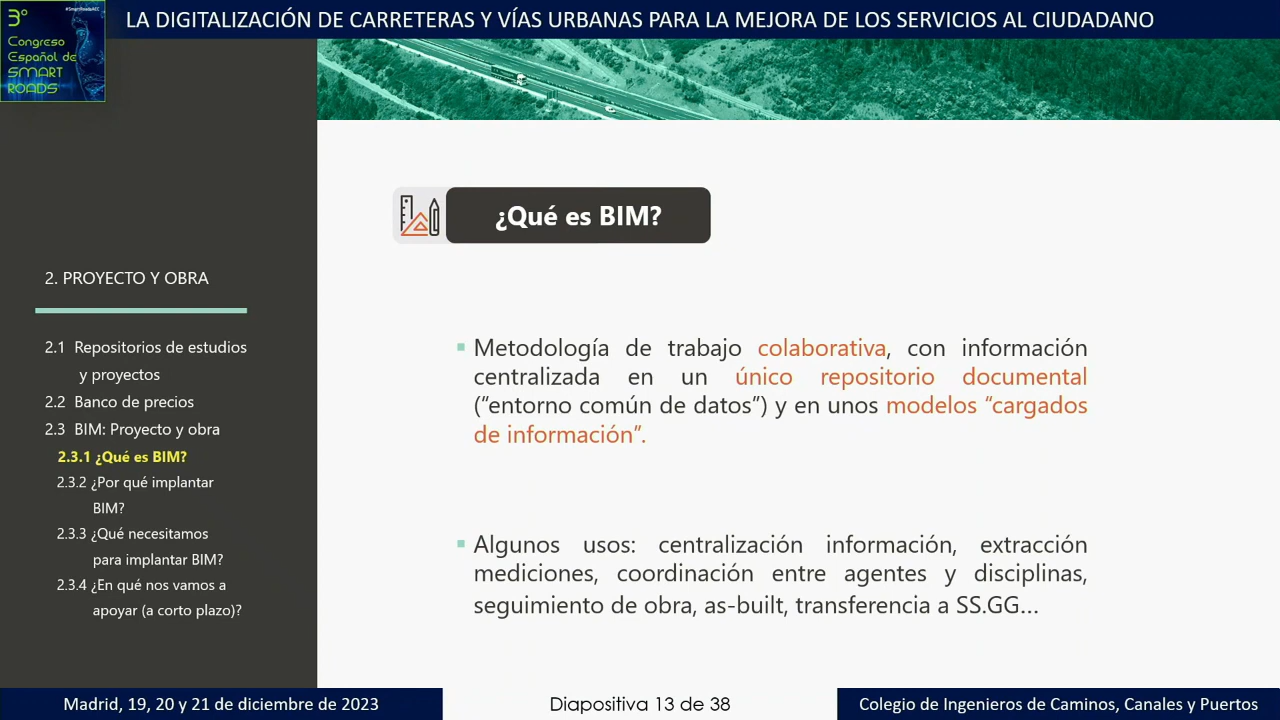 #SmartRoadsAEC
3º
Congreso
Español de
SMART
ROADS
LA DIGITALIZACIÓN DE CARRETERAS Y VÍAS URBANAS PARA LA MEJORA DE LOS SERVICIOS AL CIUDADANO
2. PROYECTO Y OBRA
2.1 Repositorios de estudios
y proyectos
2.2 Banco de precios
2.3 BIM: Proyecto y obra
2.3.1 ¿Qué es BIM?
2.3.2 ¿Por qué implantar
BIM?
2.3.3 ¿Qué necesitamos
para implantar BIM?
2.3.4 ¿En qué nos vamos a
apoyar (a corto plazo)?
¿Qué es BIM?
Metodología de trabajo colaborativa, con información
centralizada en un único repositorio documental
(“entorno común de datos”) y en unos modelos “cargados
de información”.
Algunos usos: centralización información, extracción
mediciones, coordinación entre agentes y disciplinas,
seguimiento de obra, as-built, transferencia a SS.GG...
Madrid, 19, 20 y 21 de diciembre de 2023
Diapositiva 13 de 38
Colegio de Ingenieros de Caminos, Canales y Puertos